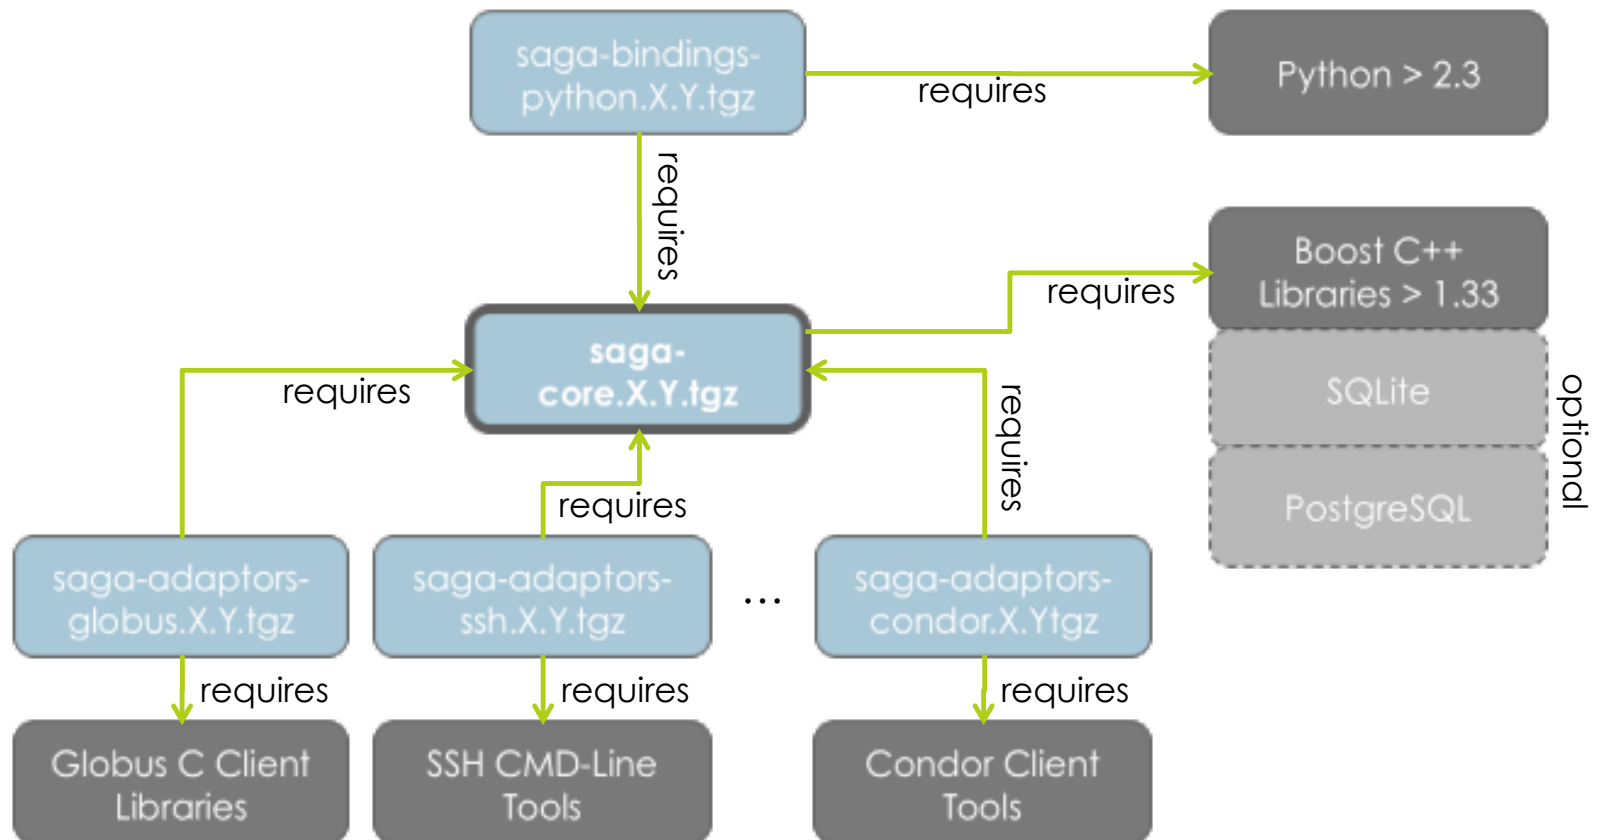 saga-bindings-
python.X.Y.tgz
requires
Python > 2.3
requires
Boost C++
Libraries > 1.33
requires
saga-
core.X.Y.tgz
SQLite
optional
PostgreSQL
requires
requires
requires
saga-adaptors-
globus.X.Y.tgz
saga-adaptors-
ssh.X.Y.tgz
...
saga-adaptors-
condor.X.Ytgz
requires
requires
requires
Globus C Client
Libraries
SSH CMD-Line
Tools
Condor Client
Tools